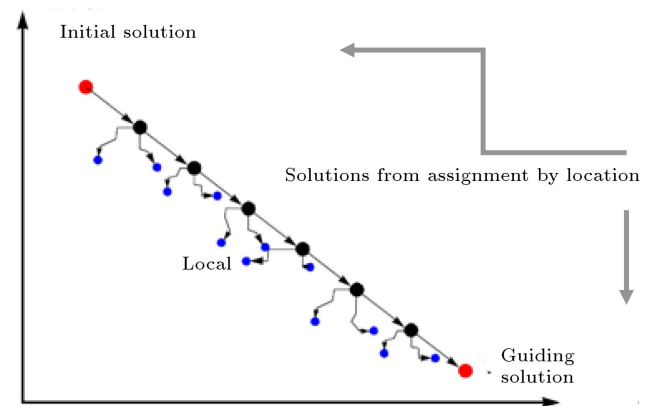 Initial solution
Solutions from assignment by location
Local
Guiding
solution